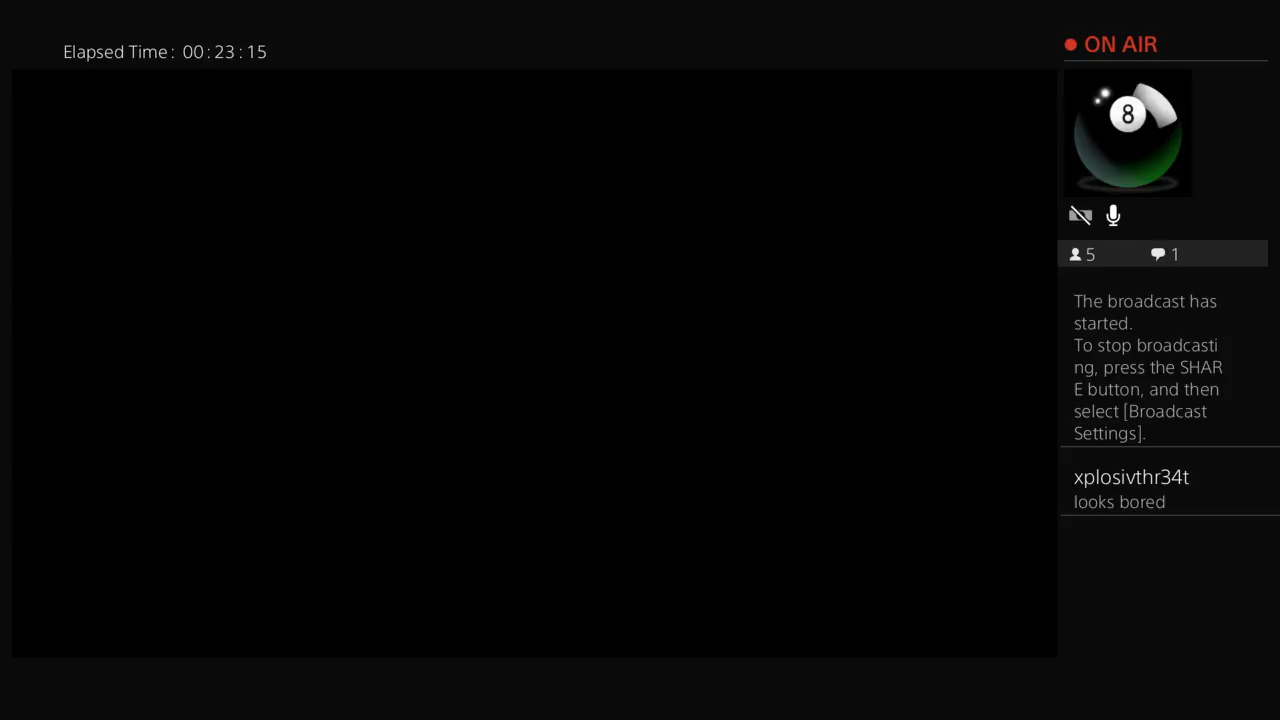 Elapsed Time: 00:23:15
ON AIR
8
5 1
The broadcast has
started.
To stop broadcasti
ng, press the SHAR
E button, and then
select [Broadcast
Settings].
xplosivthr34t
looks bored